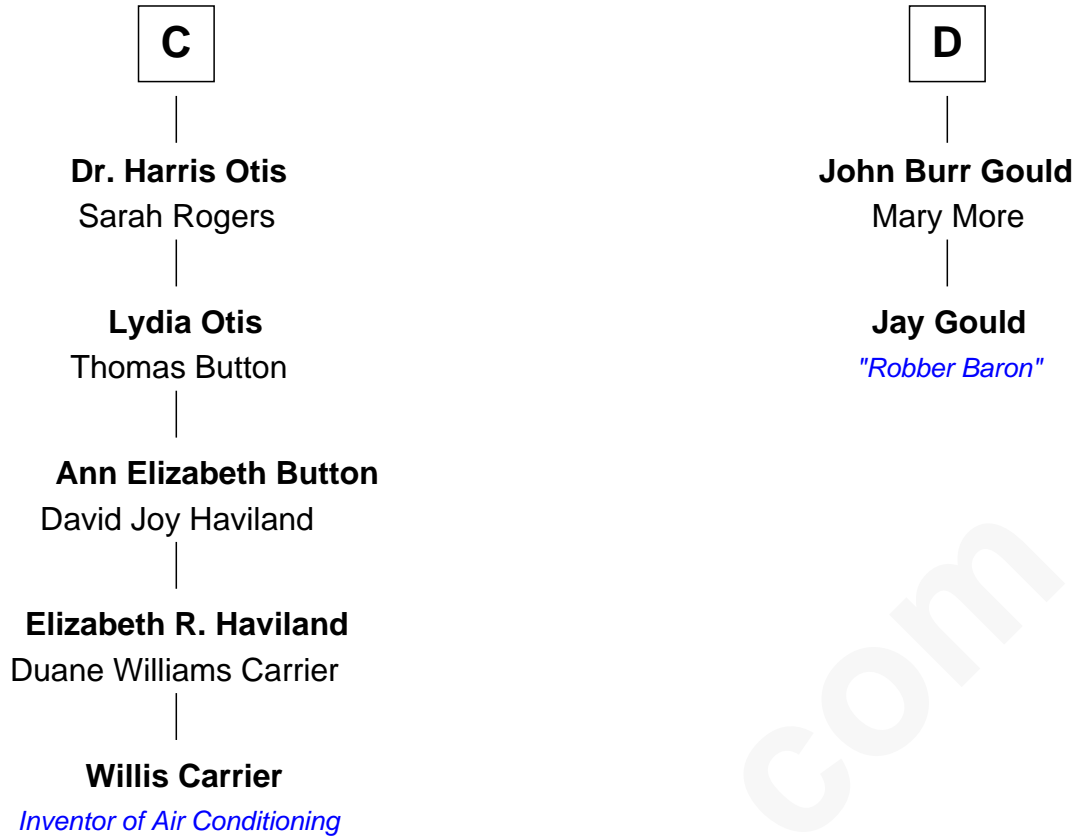 C
Dr. Harris Otis
Sarah Rogers
Lydia Otis
Thomas Button
Ann Elizabeth Button
David Joy Haviland
Elizabeth R. Haviland
Duane Williams Carrier
Willis Carrier
Inventor of Air Conditioning
D
John Burr Gould
Mary More
Jay Gould
"Robber Baron"
com